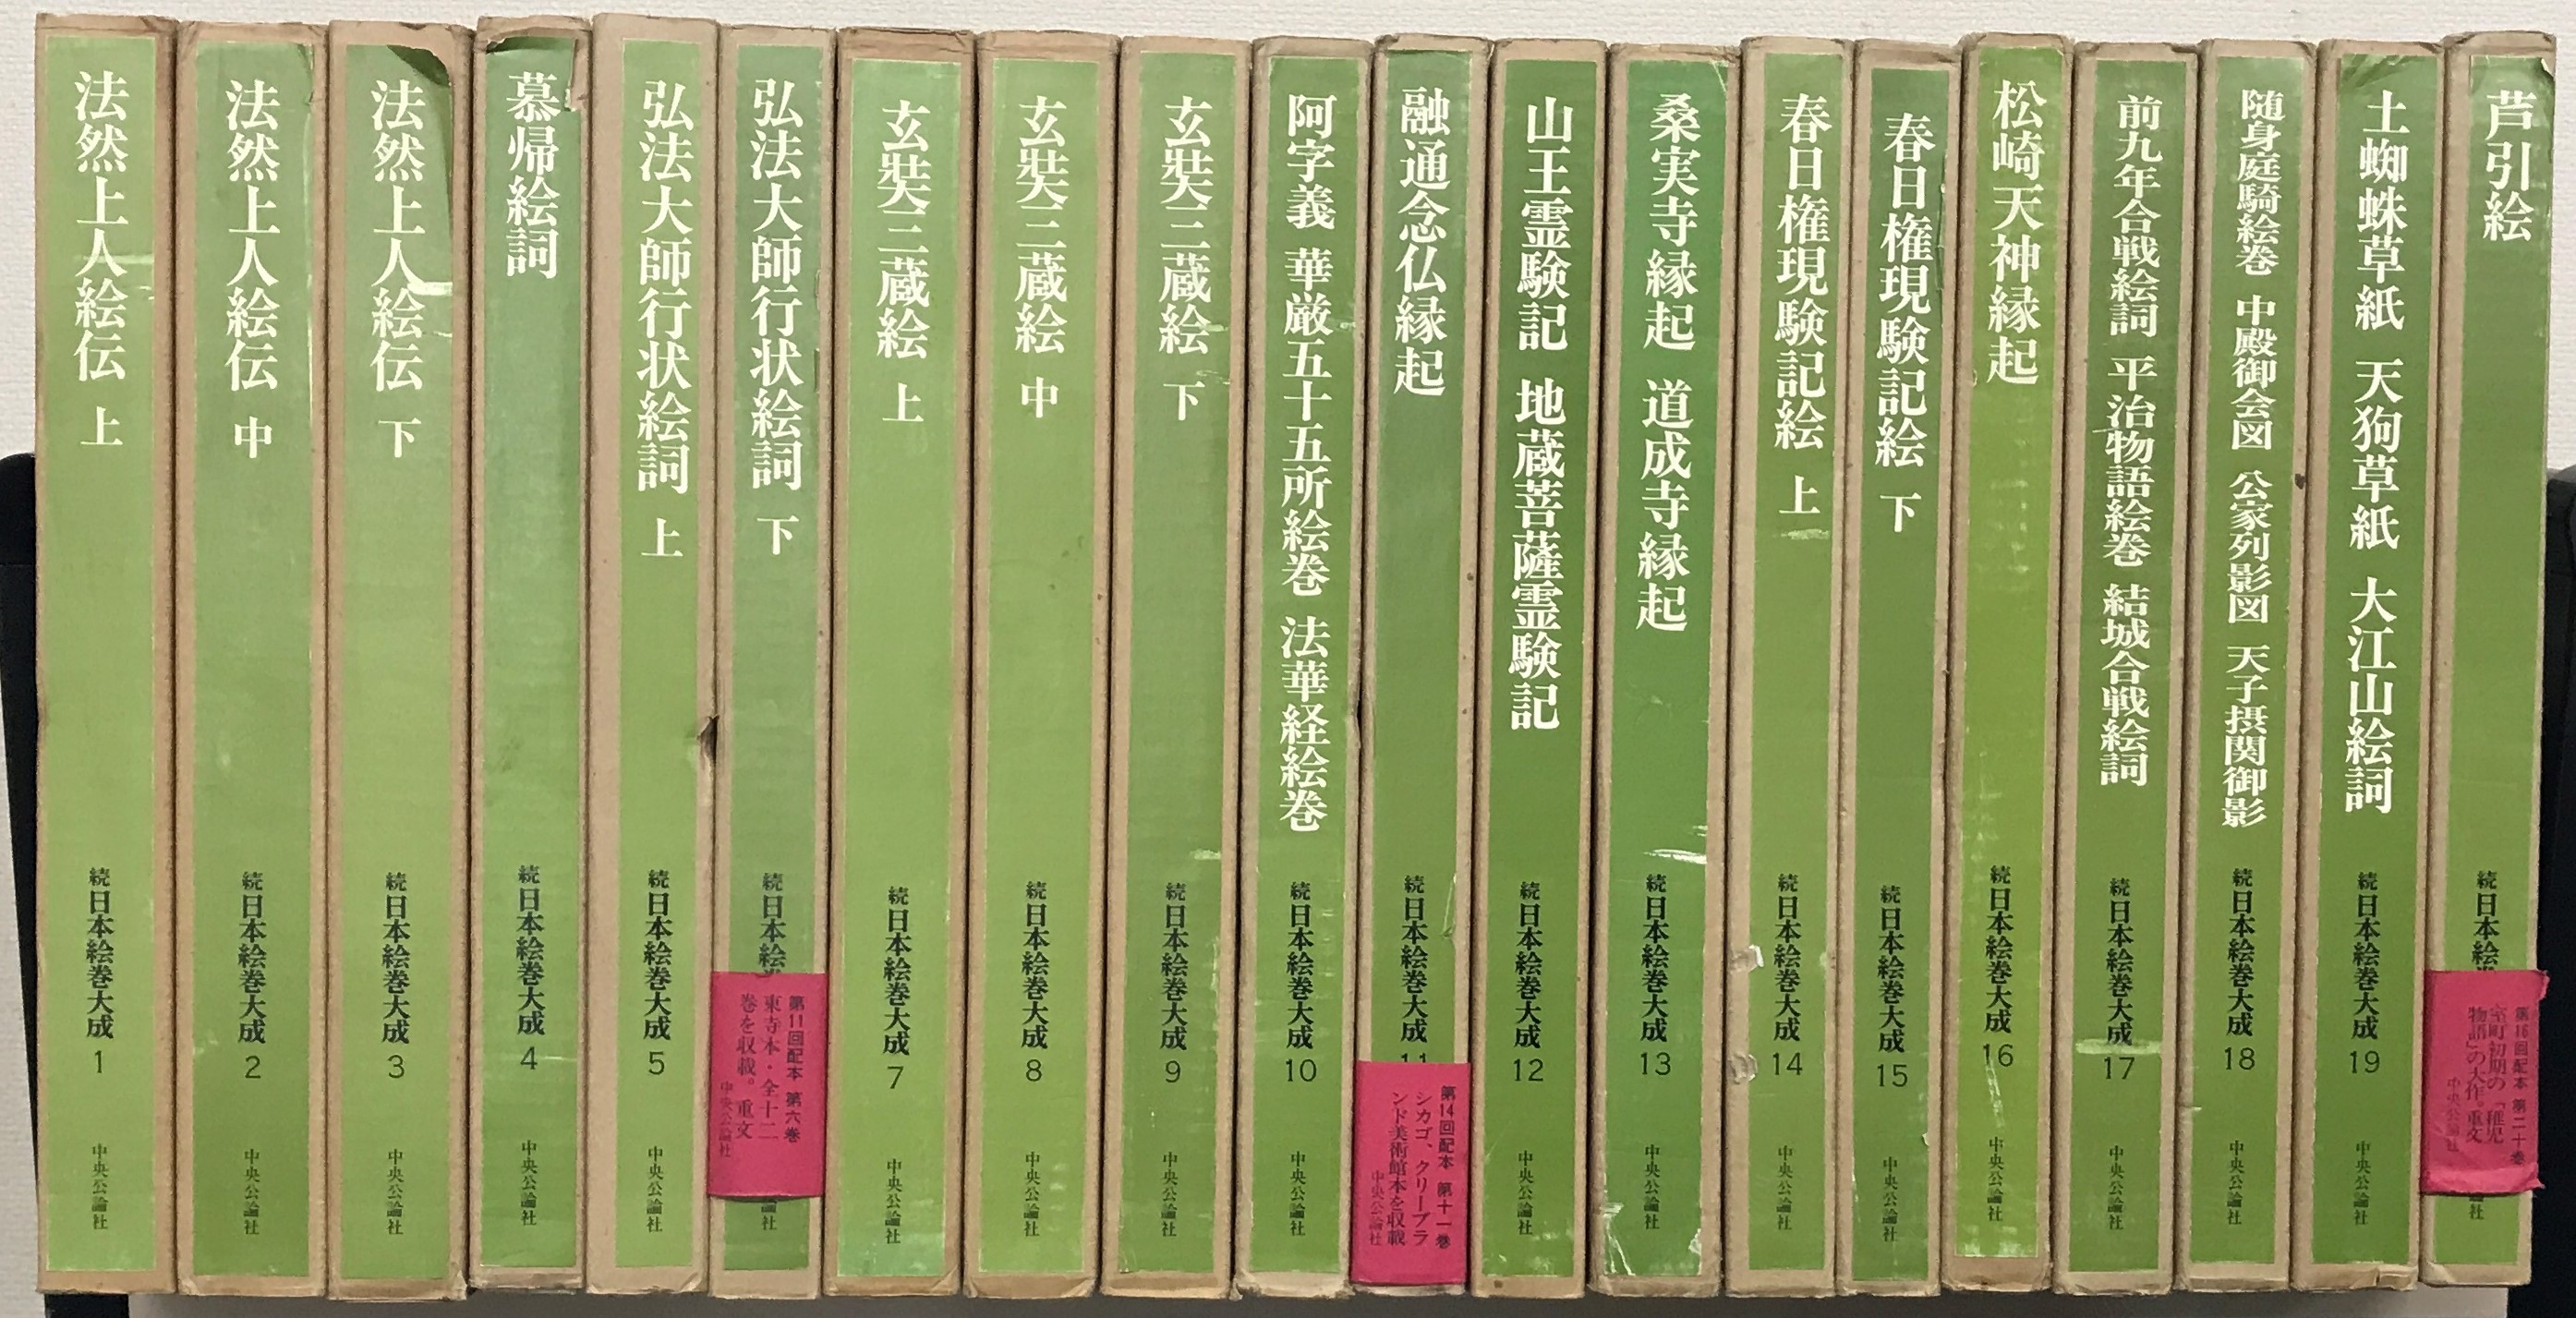 法然上人絵伝 上
続日本絵巻大成 1
中央公論社
法然上人絵伝 中
続日本絵巻大成 2
中央公論社
法然上人絵伝 下
続日本絵巻大成 3
中央公論社
慕帰絵詞
続日本絵巻大成 4
中央公論社
弘法大師行状絵詞 上
続日本絵巻大成 5
中央公論社
弘法大師行状絵詞 下
続日本絵巻
第11回配本 第六巻
東寺本・全十二
巻を収載。重文
中央公論社
論社
玄奘三蔵絵 上
続日本絵巻大成 7
中央公論社
玄奘三蔵絵 中
続日本絵巻大成 8
中央公論社
玄奘三蔵絵 下
続日本絵巻大成 9
中央公論社
阿字義 華厳五十五所絵巻 法華経絵巻
続日本絵巻大成 10
中央公論社
融通念仏縁起
続日本絵巻大成 11
第14回配本 第十一巻
シカゴ、クリーブラ
ンド美術館本を収載
中央公論社
山王霊験記 地蔵菩薩霊験記
続日本絵巻大成 12
中央公論社
桑実寺縁起 道成寺縁起
続日本絵巻大成 13
中央公論社
春日権現験記絵 上
続日本絵巻大成 14
中央公論社
春日権現験記絵 下
続日本絵巻大成 15
中央公論社
松崎天神縁起
続日本絵巻大成 16
中央公論社
前九年合戦絵詞 平治物語絵巻 結城合戦絵詞
続日本絵巻大成 17
中央公論社
随身庭騎絵巻 中殿御会図 公家列影図 天子摂関御影
続日本絵巻大成 18
中央公論社
土蜘蛛草紙 天狗草紙 大江山絵詞
続日本絵巻大成 19
中央公論社
芦引絵
続日本絵
第16回配本 第二十巻
室町初期の「稚児
物語」の大作。重文
中央公論社
論社